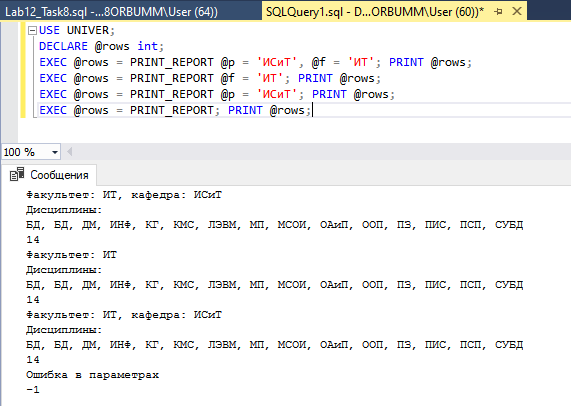 Lab12_Task8.sql -...8ORBUMM\User (64))
SQLQuery1.sql - D...ORBUMM\User (60))*
USE UNIVER;
DECLARE @rows int;
EXEC @rows = PRINT_REPORT @p = 'ИСиТ', @f = 'ИТ'; PRINT @rows;
EXEC @rows = PRINT_REPORT @f = 'ИТ'; PRINT @rows;
EXEC @rows = PRINT_REPORT @p = 'ИСиТ'; PRINT @rows;
EXEC @rows = PRINT_REPORT; PRINT @rows;
100 %
Сообщения
Факультет: ИТ, кафедра: ИСиТ
Дисциплины:
БД, БД, ДМ, ИНФ, КГ, КМС, ЛЭВМ, МП, МСОИ, ОАиП, ООП, ПЗ, ПИС, ПСП, СУБД
14
Факультет: ИТ
Дисциплины:
БД, БД, ДМ, ИНФ, КГ, КМС, ЛЭВМ, МП, МСОИ, ОАиП, ООП, ПЗ, ПИС, ПСП, СУБД
14
Факультет: ИТ, кафедра: ИСиТ
Дисциплины:
БД, БД, ДМ, ИНФ, КГ, КМС, ЛЭВМ, МП, МСОИ, ОАиП, ООП, ПЗ, ПИС, ПСП, СУБД
14
Ошибка в параметрах
-1